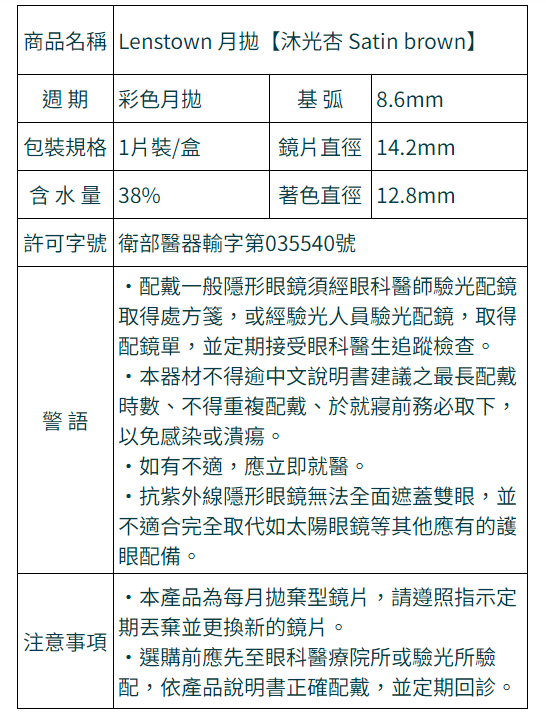 商品名稱 Lenstown 月拋【沐光杏 Satin brown】
週 期 彩色月拋 基 弧 8.6mm
包裝規格 1片裝/盒 鏡片直徑 14.2mm
含 水 量 38% 著色直徑 12.8mm
許可字號 衛部醫器輸字第035540號
警 語
・配戴一般隱形眼鏡須經眼科醫師驗光配鏡
取得處方箋，或經驗光人員驗光配鏡，取得
配鏡單，並定期接受眼科醫生追蹤檢查。
・本器材不得逾中文說明書建議之最長配戴
時數、不得重複配戴、於就寢前務必取下，
以免感染或潰瘍。
・如有不適，應立即就醫。
・抗紫外線隱形眼鏡無法全面遮蓋雙眼，並
不適合完全取代如太陽眼鏡等其他應有的護
眼配備。
注意事項
・本產品為每月拋棄型鏡片，請遵照指示定
期丟棄並更換新的鏡片。
・選購前應先至眼科醫療院所或驗光所驗
配，依產品說明書正確配戴，並定期回診。